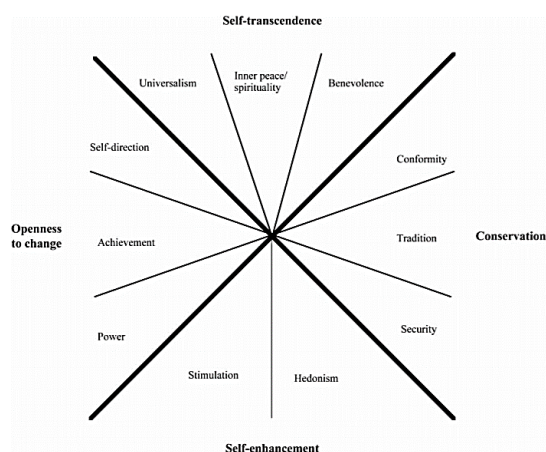 Self-transcendence
Universalism
Inner peace/
spirituality
Benevolence
Self-direction
Conformity
Openness
to change
Achievement
Tradition
Conservation
Power
Security
Stimulation
Hedonism
Self-enhancement